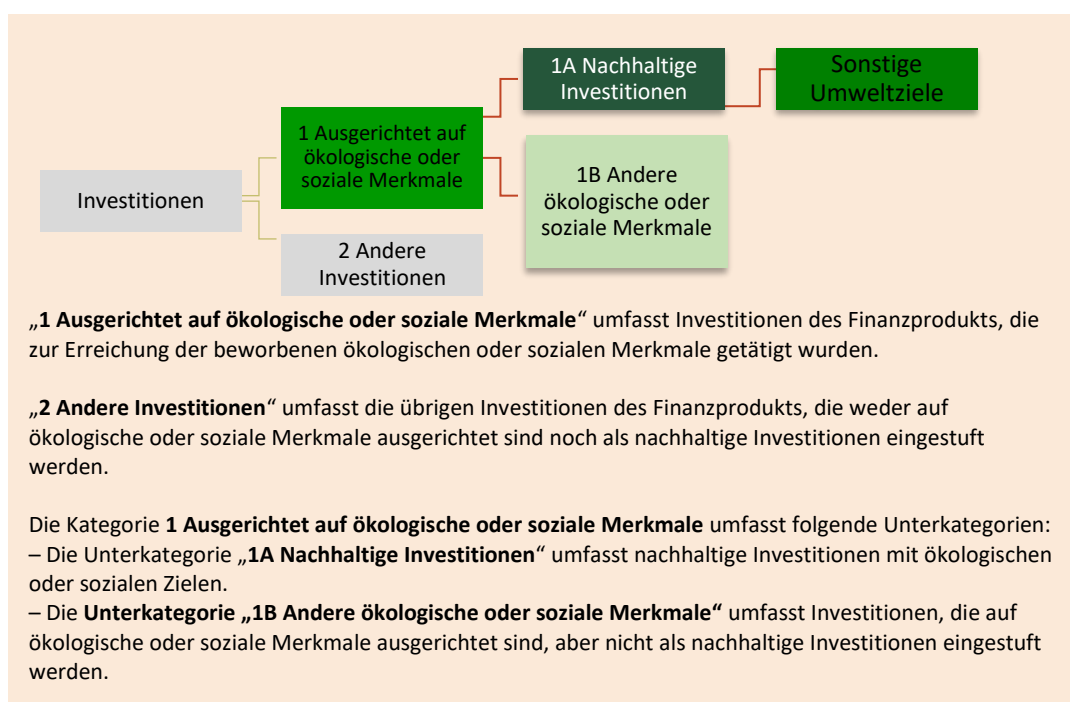 1A Nachhaltige
Investitionen
Sonstige
Umweltziele
1 Ausgerichtet auf
ökologische oder
soziale Merkmale
1B Andere
ökologische oder
soziale Merkmale
Investitionen
2 Andere
Investitionen
„1 Ausgerichtet auf ökologische oder soziale Merkmale“ umfasst Investitionen des Finanzprodukts, die
zur Erreichung der beworbenen ökologischen oder sozialen Merkmale getätigt wurden.
„2 Andere Investitionen“ umfasst die übrigen Investitionen des Finanzprodukts, die weder auf
ökologische oder soziale Merkmale ausgerichtet sind noch als nachhaltige Investitionen eingestuft
werden.
Die Kategorie 1 Ausgerichtet auf ökologische oder soziale Merkmale umfasst folgende Unterkategorien:
– Die Unterkategorie „1A Nachhaltige Investitionen“ umfasst nachhaltige Investitionen mit ökologischen
oder sozialen Zielen.
– Die Unterkategorie „1B Andere ökologische oder soziale Merkmale“ umfasst Investitionen, die auf
ökologische oder soziale Merkmale ausgerichtet sind, aber nicht als nachhaltige Investitionen eingestuft
werden.